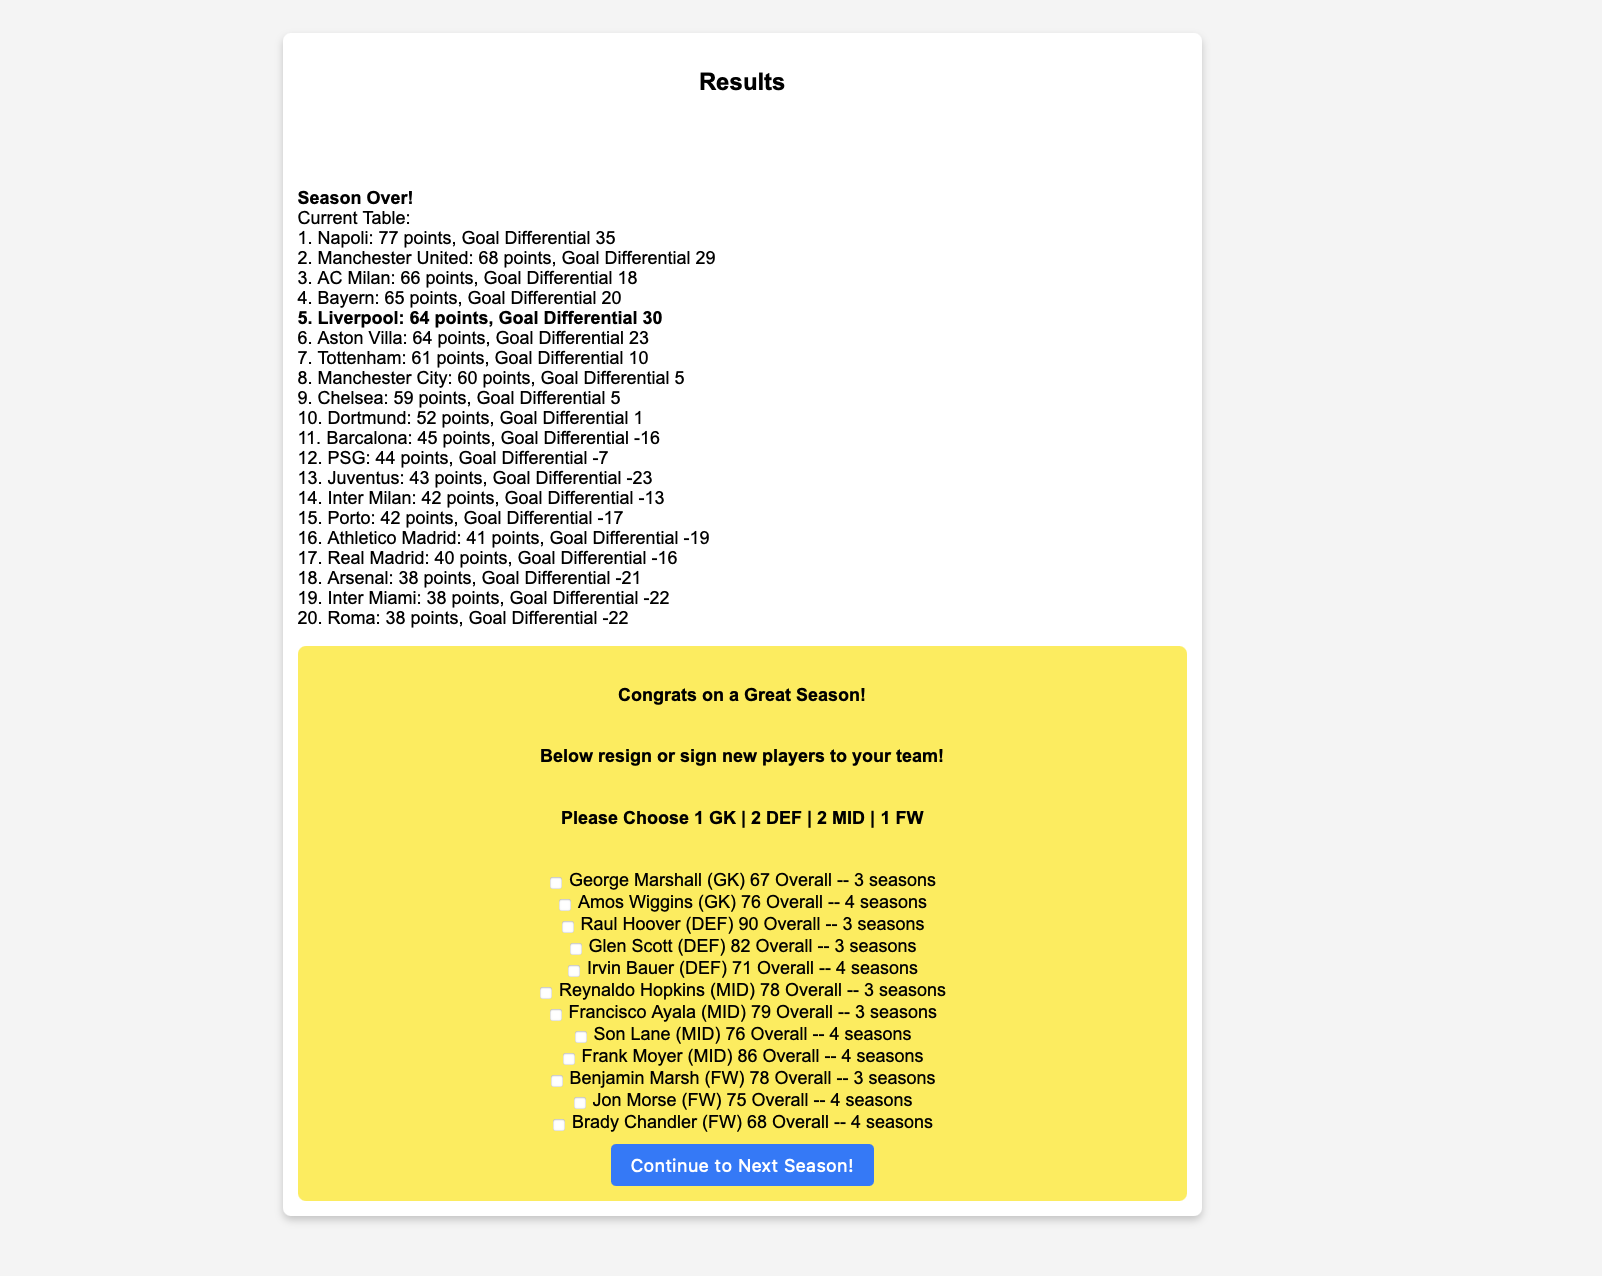 Results
Season Over!
Current Table:
1. Napoli: 77 points, Goal Differential 35
2. Manchester United: 68 points, Goal Differential 29
3. AC Milan: 66 points, Goal Differential 18
4. Bayern: 65 points, Goal Differential 20
5. Liverpool: 64 points, Goal Differential 30
6. Aston Villa: 64 points, Goal Differential 23
7. Tottenham: 61 points, Goal Differential 10
8. Manchester City: 60 points, Goal Differential 5
9. Chelsea: 59 points, Goal Differential 5
10. Dortmund: 52 points, Goal Differential 1
11. Barcalona: 45 points, Goal Differential -16
12. PSG: 44 points, Goal Differential -7
13. Juventus: 43 points, Goal Differential -23
14. Inter Milan: 42 points, Goal Differential -13
15. Porto: 42 points, Goal Differential -17
16. Athletico Madrid: 41 points, Goal Differential -19
17. Real Madrid: 40 points, Goal Differential -16
18. Arsenal: 38 points, Goal Differential -21
19. Inter Miami: 38 points, Goal Differential -22
20. Roma: 38 points, Goal Differential -22
Congrats on a Great Season!
Below resign or sign new players to your team!
Please Choose 1 GK | 2 DEF | 2 MID | 1 FW
George Marshall (GK) 67 Overall -- 3 seasons
Amos Wiggins (GK) 76 Overall -- 4 seasons
Raul Hoover (DEF) 90 Overall -- 3 seasons
Glen Scott (DEF) 82 Overall -- 3 seasons
Irvin Bauer (DEF) 71 Overall -- 4 seasons
Reynaldo Hopkins (MID) 78 Overall -- 3 seasons
Francisco Ayala (MID) 79 Overall -- 3 seasons
Son Lane (MID) 76 Overall -- 4 seasons
Frank Moyer (MID) 86 Overall -- 4 seasons
Benjamin Marsh (FW) 78 Overall -- 3 seasons
Jon Morse (FW) 75 Overall -- 4 seasons
Brady Chandler (FW) 68 Overall -- 4 seasons
Continue to Next Season!